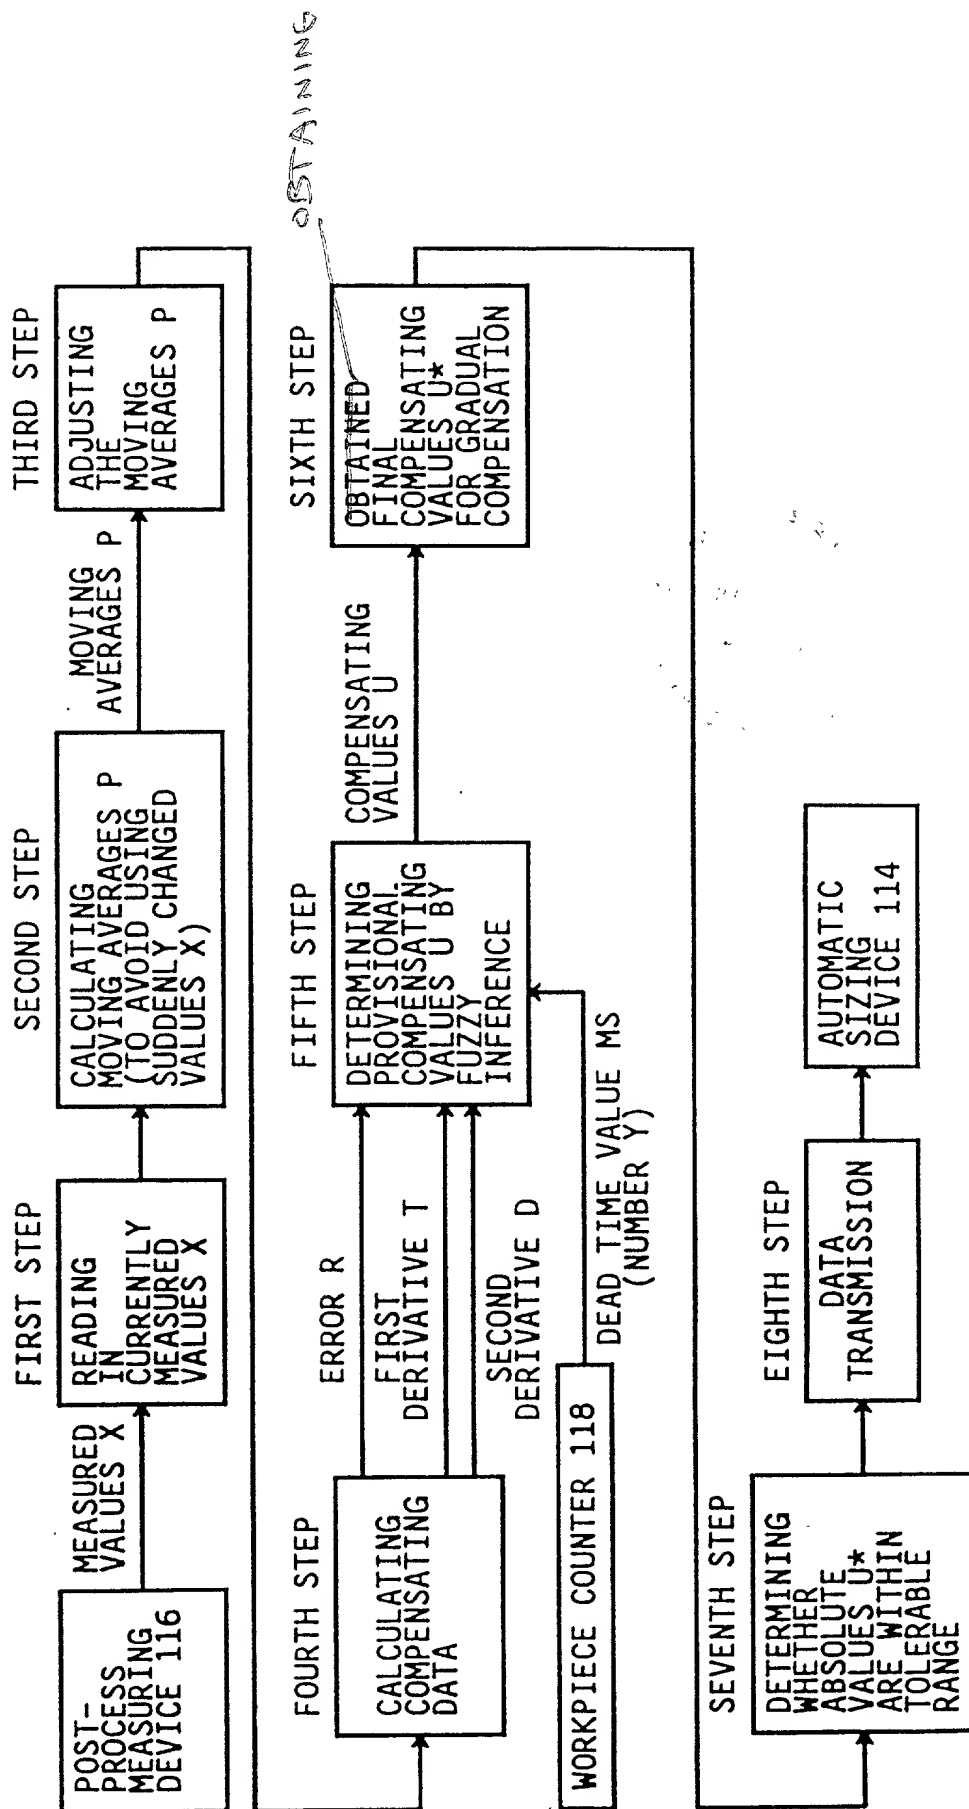 POST-
PROCESS
MEASURING
DEVICE 116
MEASURED
VALUES X
FIRST STEP
READING
IN
CURRENTLY
MEASURED
VALUES X
SECOND STEP
CALCULATING
MOVING AVERAGES P
(TO AVOID USING
SUDDENLY CHANGED
VALUES X)
MOVING
AVERAGES P
THIRD STEP
ADJUSTING
THE
MOVING
AVERAGES P
FOURTH STEP
CALCULATING
COMPENSATING
DATA
ERROR R
FIRST
DERIVATIVE T
SECOND
DERIVATIVE D
WORKPIECE COUNTER 118
DEAD TIME VALUE MS
(NUMBER Y)
FIFTH STEP
DETERMINING
PROVISIONAL
COMPENSATING
VALUES U BY
FUZZY
INFERENCE
COMPENSATING
VALUES U
SIXTH STEP
OBTAINED
FINAL
COMPENSATING
VALUES U*
FOR GRADUAL
COMPENSATION
OBTAINING
SEVENTH STEP
DETERMINING
WHETHER
ABSOLUTE
VALUES U*
ARE WITHIN
TOLERABLE
RANGE
EIGHTH STEP
DATA
TRANSMISSION
AUTOMATIC
SIZING
DEVICE 114